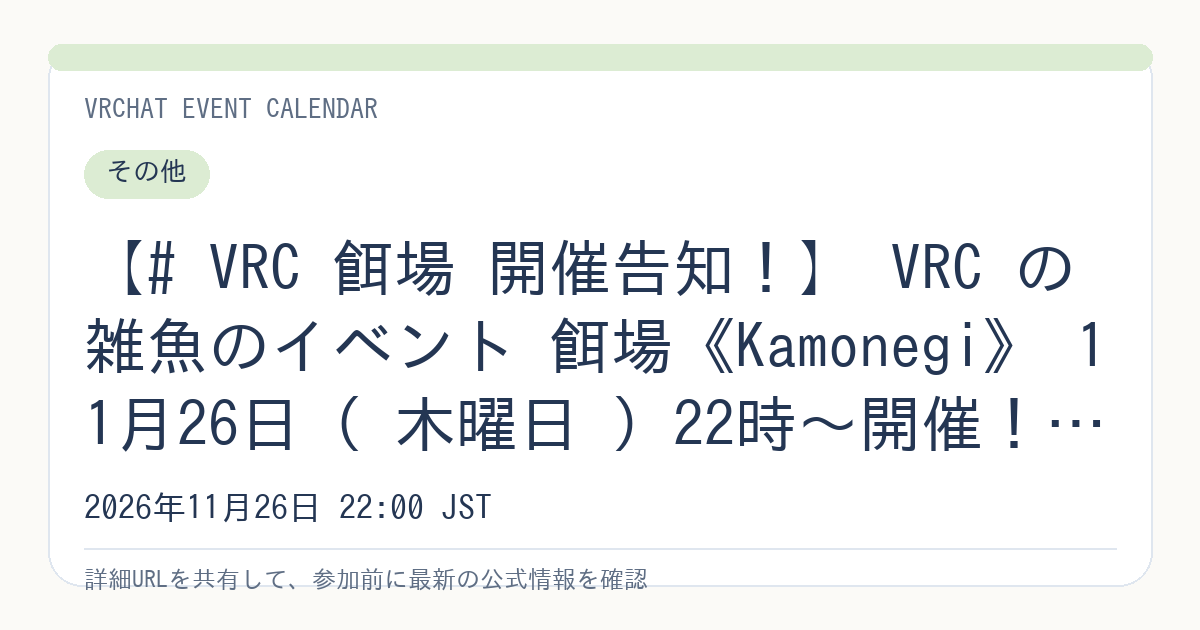 VRCHAT EVENT CALENDAR
その他
【# VRC 餌場 開催告知！】 VRC の
雑魚のイベント 餌場《Kamonegi》 1
1月26日（ 木曜日 ）22時～開催！…
2026年11月26日 22:00 JST
詳細URLを共有して、参加前に最新の公式情報を確認